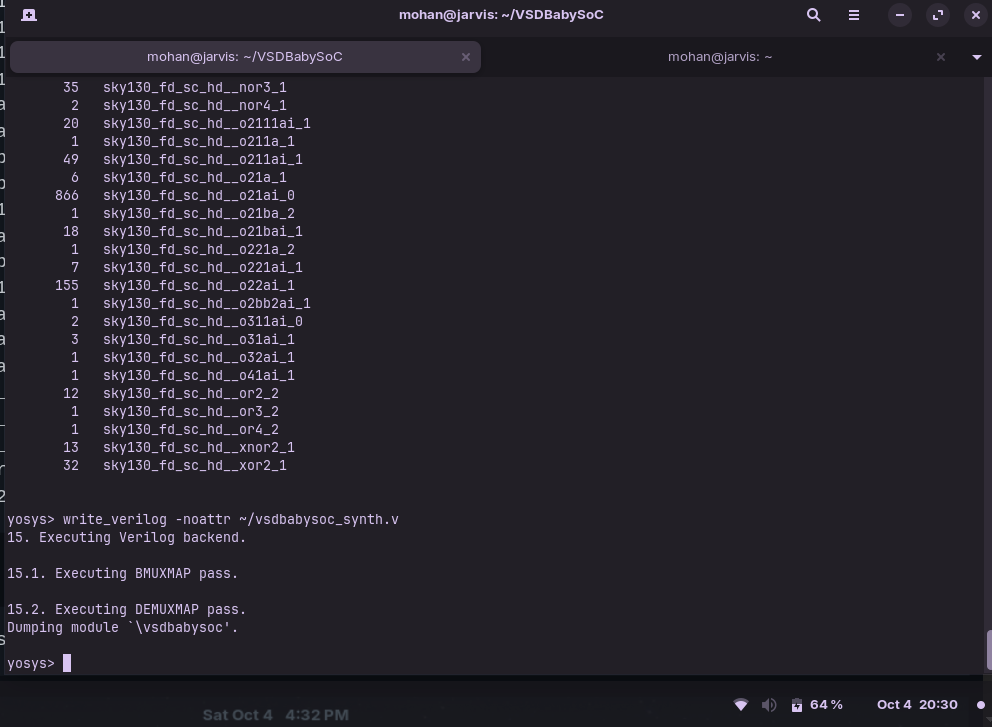 mohan@jarvis: ~/VSDBabySoC
mohan@jarvis: ~/VSDBabySoC
mohan@jarvis: ~
35 sky130_fd_sc_hd__nor3_1
2 sky130_fd_sc_hd__nor4_1
20 sky130_fd_sc_hd__o2111ai_1
1 sky130_fd_sc_hd__o211a_1
49 sky130_fd_sc_hd__o211ai_1
6 sky130_fd_sc_hd__o21a_1
866 sky130_fd_sc_hd__o21ai_0
1 sky130_fd_sc_hd__o21ba_2
18 sky130_fd_sc_hd__o21bai_1
1 sky130_fd_sc_hd__o221a_2
7 sky130_fd_sc_hd__o221ai_1
155 sky130_fd_sc_hd__o22ai_1
1 sky130_fd_sc_hd__o2bb2ai_1
2 sky130_fd_sc_hd__o311ai_0
3 sky130_fd_sc_hd__o31ai_1
1 sky130_fd_sc_hd__o32ai_1
1 sky130_fd_sc_hd__o41ai_1
12 sky130_fd_sc_hd__or2_2
1 sky130_fd_sc_hd__or3_2
1 sky130_fd_sc_hd__or4_2
13 sky130_fd_sc_hd__xnor2_1
32 sky130_fd_sc_hd__xor2_1
yosys> write_verilog -noattr ~/vsdbabysoc_synth.v
15. Executing Verilog backend.
15.1. Executing BMUXMAP pass.
15.2. Executing DEMUXMAP pass.
Dumping module `\vsdbabysoc'.
yosys>
64 %
Oct 4 20:30
Sat Oct 4 4:32 PM